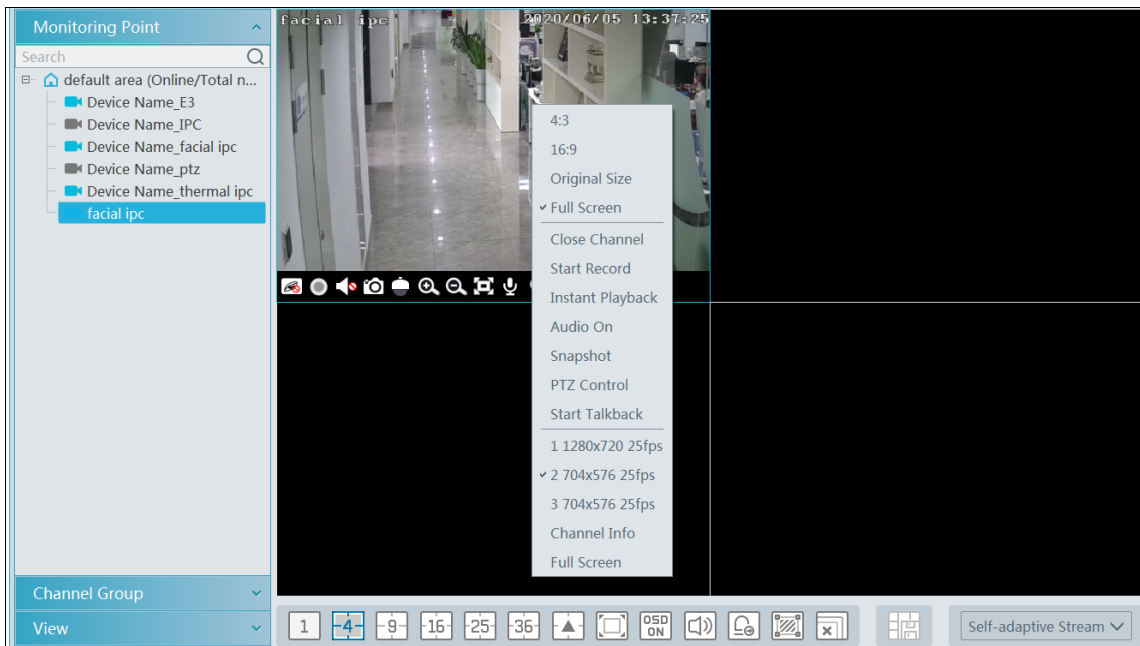 Monitoring Point
Search
default area (Online/Total n...
Device Name_E3
Device Name_IPC
Device Name_facial ipc
Device Name_ptz
Device Name_thermal ipc
facial ipc
Channel Group
View
facial ipc
2020/06/05 13:37:25
4:3
16:9
Original Size
Full Screen
Close Channel
Start Record
Instant Playback
Audio On
Snapshot
PTZ Control
Start Talkback
1 1280x720 25fps
2 704x576 25fps
3 704x576 25fps
Channel Info
Full Screen
1 4 9 16 25 36 OSD ON Self-adaptive Stream